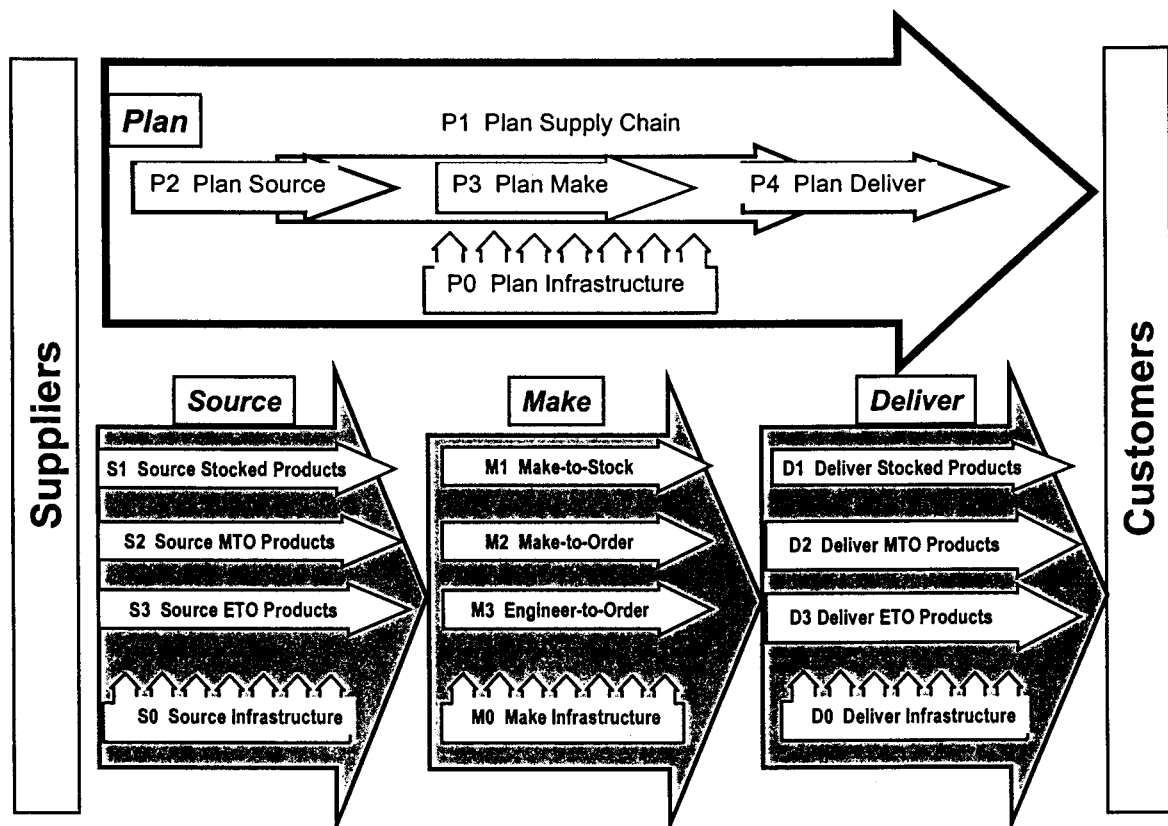 Suppliers
Plan
P1 Plan Supply Chain
P2 Plan Source
P3 Plan Make
P4 Plan Deliver
P0 Plan Infrastructure
Source
S1 Source Stocked Products
S2 Source MTO Products
S3 Source ETO Products
S0 Source Infrastructure
Make
M1 Make-to-Stock
M2 Make-to-Order
M3 Engineer-to-Order
M0 Make Infrastructure
Deliver
D1 Deliver Stocked Products
D2 Deliver MTO Products
D3 Deliver ETO Products
D0 Deliver Infrastructure
Customers